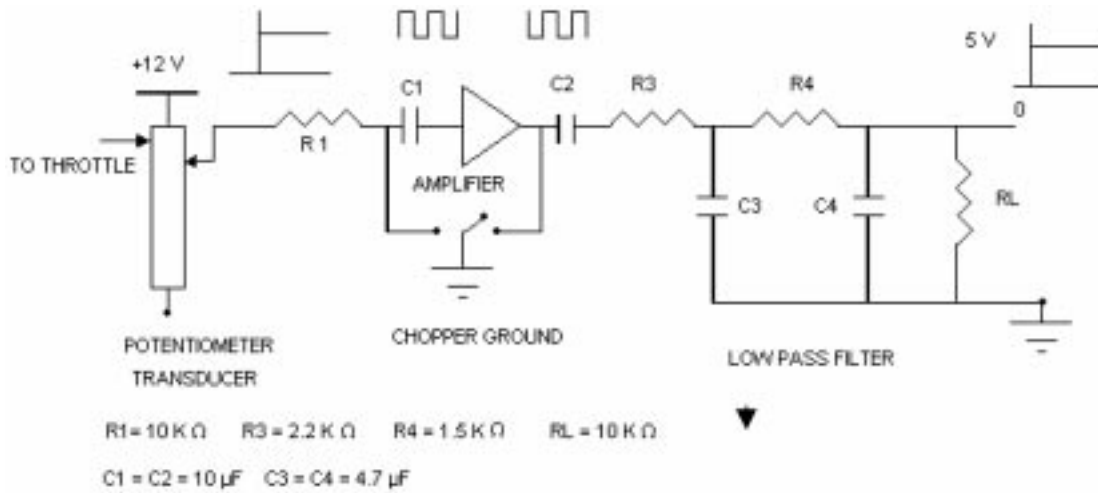 5 V
+12 V
C1
C2
R3
R4
0
R 1
TO THROTTLE
AMPLIFIER
C3
C4
RL
CHOPPER GROUND
POTENTIOMETER
TRANSDUCER
LOW PASS FILTER
R1= 10 K Ω R3 = 2.2 K Ω R4 = 1.5 K Ω RL = 10 K Ω
C1 = C2 = 10 µF C3 = C4 = 4.7 µF